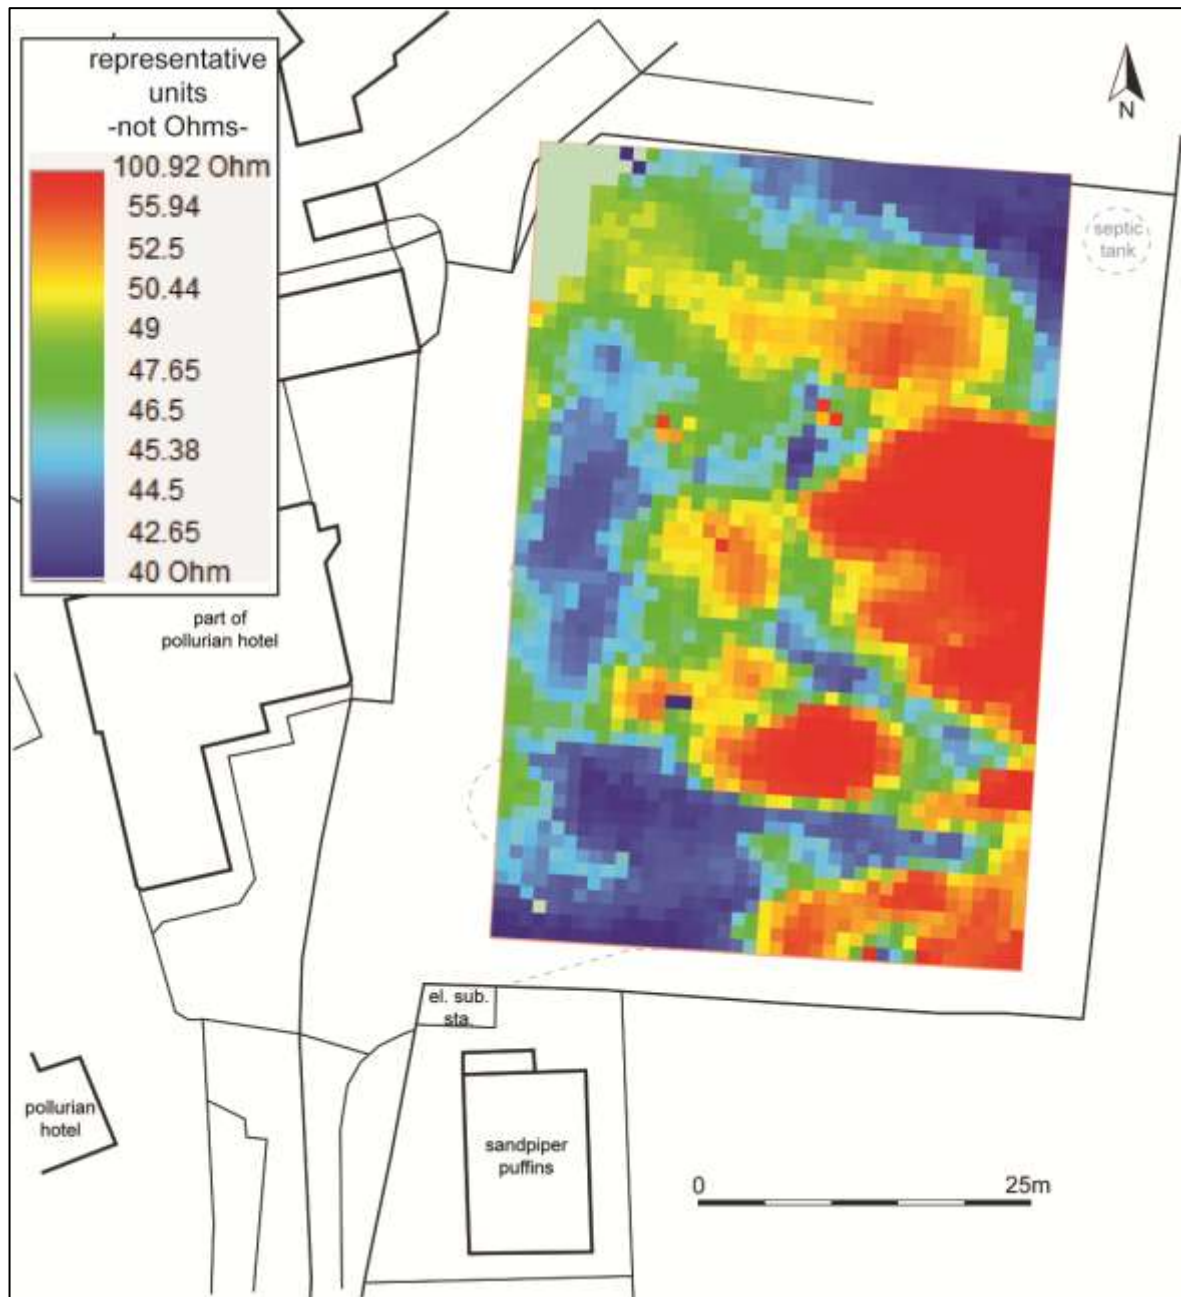 representative
units
-not Ohms-
100.92 Ohm
55.94
52.5
50.44
49
47.65
46.5
45.38
44.5
42.65
40 Ohm
N
septic
tank
part of
pollurian hotel
el. sub.
sta.
pollurian
hotel
sandpiper
puffins
0 25m